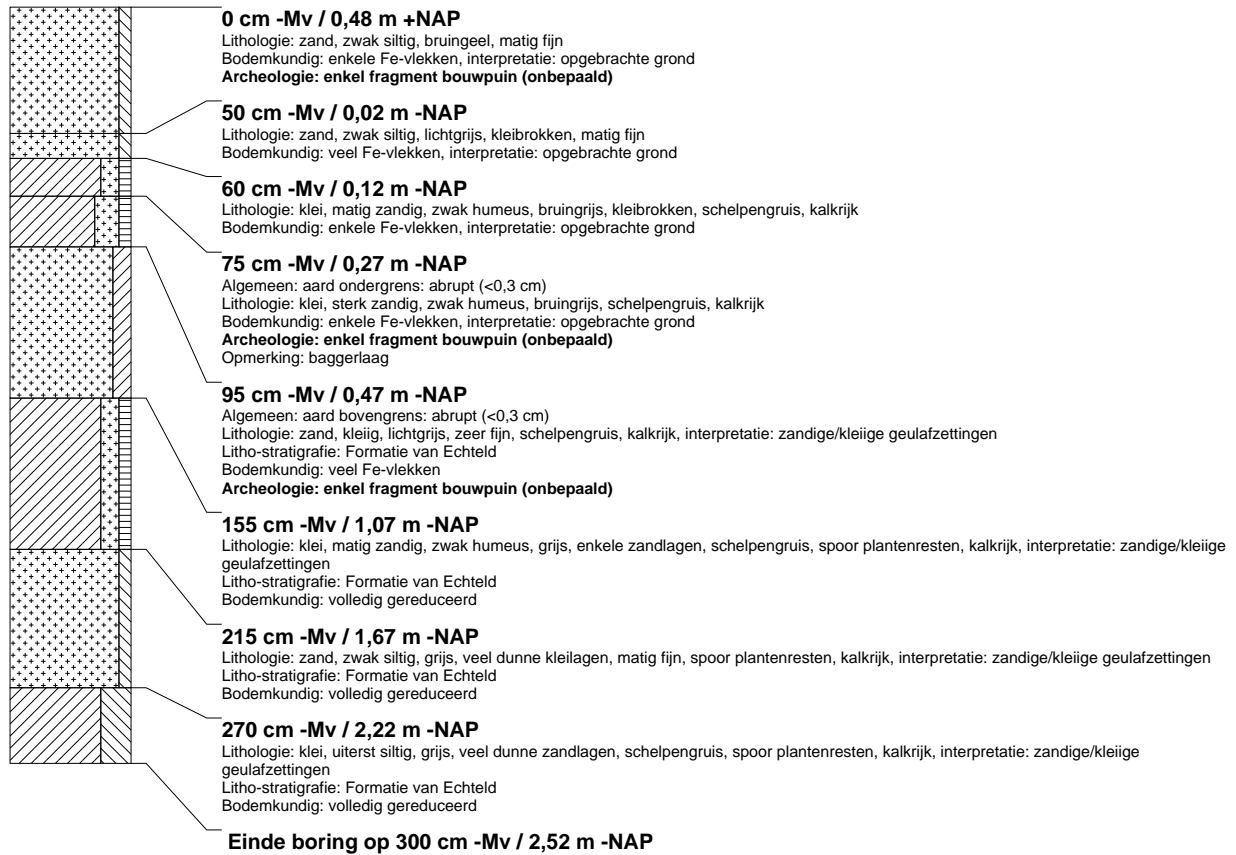 0 cm -Mv / 0,48 m +NAP
Lithologie: zand, zwak siltig, bruingeel, matig fijn
Bodemkundig: enkele Fe-vlekken, interpretatie: opgebrachte grond
Archeologie: enkel fragment bouwpuin (onbepaald)
50 cm -Mv / 0,02 m -NAP
Lithologie: zand, zwak siltig, lichtgrijs, kleibrokken, matig fijn
Bodemkundig: veel Fe-vlekken, interpretatie: opgebrachte grond
60 cm -Mv / 0,12 m -NAP
Lithologie: klei, matig zandig, zwak humeus, bruingrijs, kleibrokken, schelpengruis, kalkrijk
Bodemkundig: enkele Fe-vlekken, interpretatie: opgebrachte grond
75 cm -Mv / 0,27 m -NAP
Algemeen: aard ondergrens: abrupt (<0,3 cm)
Lithologie: klei, sterk zandig, zwak humeus, bruingrijs, schelpengruis, kalkrijk
Bodemkundig: enkele Fe-vlekken, interpretatie: opgebrachte grond
Archeologie: enkel fragment bouwpuin (onbepaald)
Opmerking: baggerlaag
95 cm -Mv / 0,47 m -NAP
Algemeen: aard bovengrens: abrupt (<0,3 cm)
Lithologie: zand, kleiig, lichtgrijs, zeer fijn, schelpengruis, kalkrijk, interpretatie: zandige/kleiige geulafzettingen
Litho-stratigrafie: Formatie van Echteld
Bodemkundig: veel Fe-vlekken
Archeologie: enkel fragment bouwpuin (onbepaald)
155 cm -Mv / 1,07 m -NAP
Lithologie: klei, matig zandig, zwak humeus, grijs, enkele zandlagen, schelpengruis, spoor plantenresten, kalkrijk, interpretatie: zandige/kleiige
geulafzettingen
Litho-stratigrafie: Formatie van Echteld
Bodemkundig: volledig gereduceerd
215 cm -Mv / 1,67 m -NAP
Lithologie: zand, zwak siltig, grijs, veel dunne kleilagen, matig fijn, spoor plantenresten, kalkrijk, interpretatie: zandige/kleiige geulafzettingen
Litho-stratigrafie: Formatie van Echteld
Bodemkundig: volledig gereduceerd
270 cm -Mv / 2,22 m -NAP
Lithologie: klei, uiterst siltig, grijs, veel dunne zandlagen, schelpengruis, spoor plantenresten, kalkrijk, interpretatie: zandige/kleiige
geulafzettingen
Litho-stratigrafie: Formatie van Echteld
Bodemkundig: volledig gereduceerd
Einde boring op 300 cm -Mv / 2,52 m -NAP